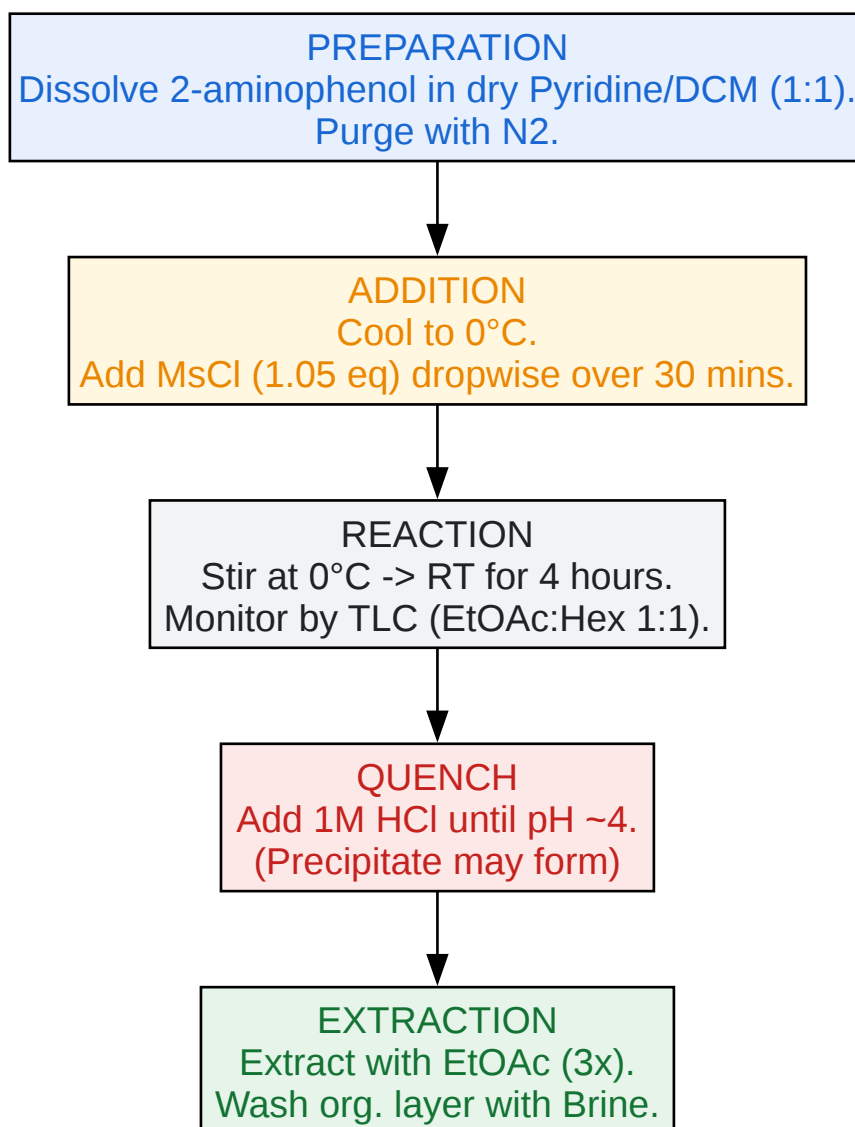 PREPARATION
Dissolve 2-aminophenol in dry Pyridine/DCM (1:1).
Purge with N2.
ADDITION
Cool to 0°C.
Add MsCl (1.05 eq) dropwise over 30 mins.
REACTION
Stir at 0°C -> RT for 4 hours.
Monitor by TLC (EtOAc:Hex 1:1).
QUENCH
Add 1M HCl until pH ~4.
(Precipitate may form)
EXTRACTION
Extract with EtOAc (3x).
Wash org. layer with Brine.